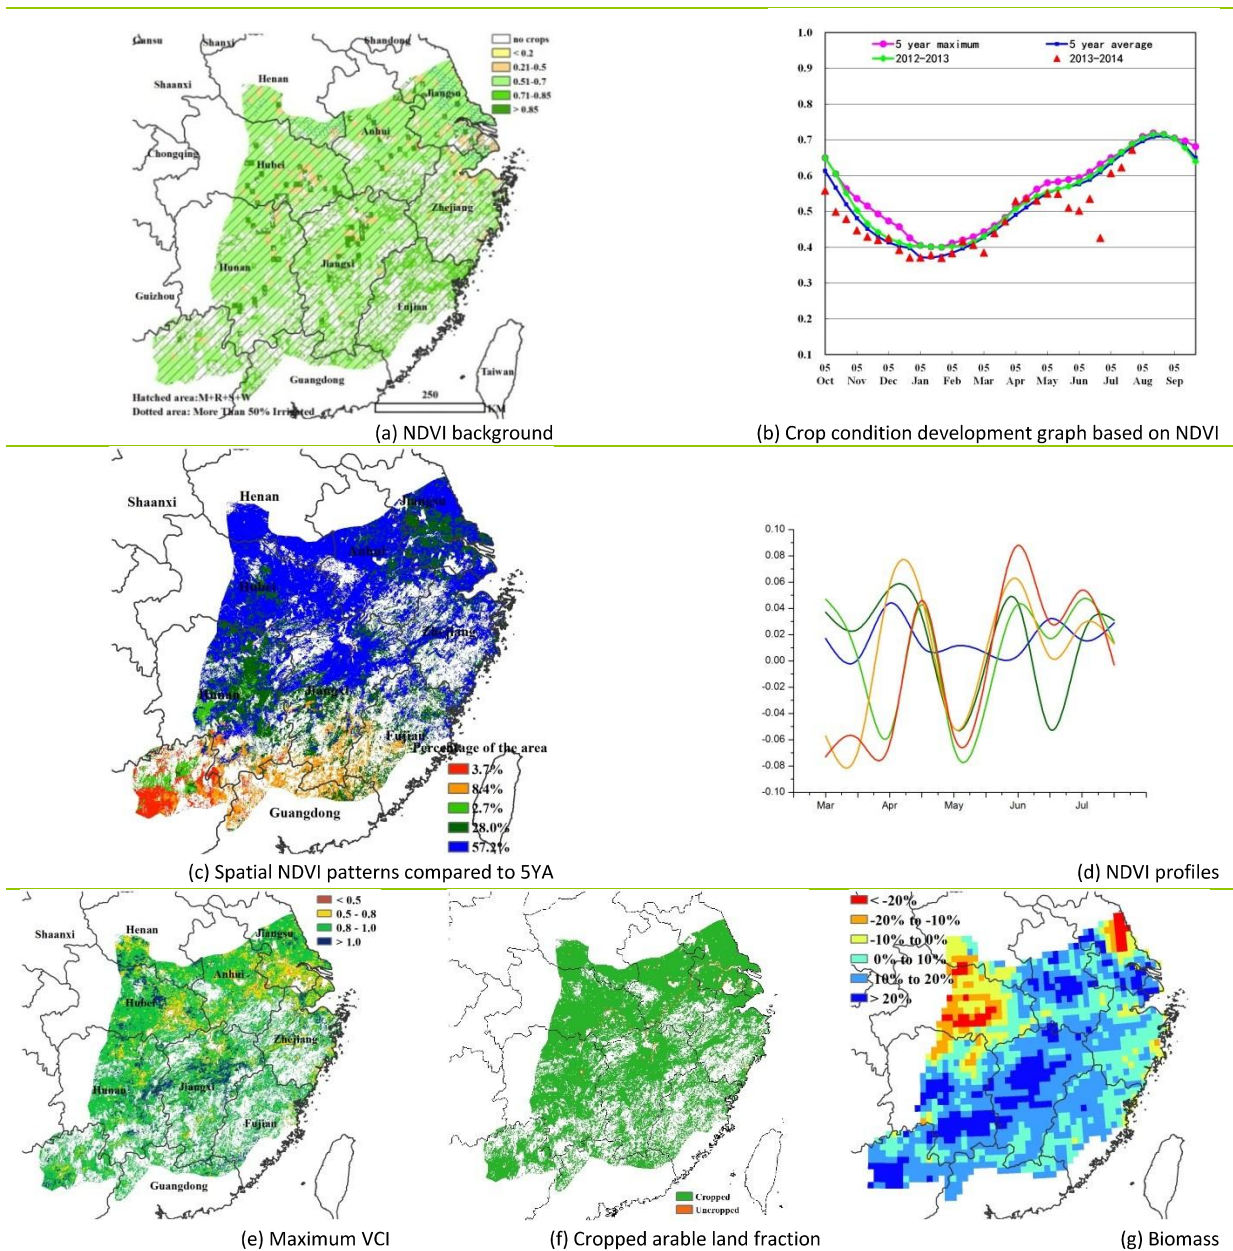 Gansu
Shanxi
Shandong
no crops
< 0.2
0.21-0.5
0.51-0.7
0.71-0.85
> 0.85
Shaanxi
Henan
Jiangsu
Anhui
Chongqing
Hubei
Zhejiang
Hunan
Jiangxi
Guizhou
Fujian
Guangdong
Taiwan
Hatched area:M+R+S+W
Dotted area: More Than 50% Irrigated
250
KM
(a) NDVI background
1.0
0.9
0.8
0.7
0.6
0.5
0.4
0.3
0.2
0.1
5 year maximum
5 year average
2012-2013
2013-2014
05 05 05 05 05 05 05 05 05 05 05 05
Oct Nov Dec Jan Feb Mar Apr May Jun Jul Aug Sep
(b) Crop condition development graph based on NDVI
Shaanxi
Henan
Jiangsu
Anhui
Hubei
Zhejiang
Hunan
Jiangxi
Fujian
Guangdong
Percentage of the area
3.7%
8.4%
2.7%
28.0%
57.2%
(c) Spatial NDVI patterns compared to 5YA
0.10
0.08
0.06
0.04
0.02
0.00
-0.02
-0.04
-0.06
-0.08
-0.10
Mar Apr May Jun Jul
(d) NDVI profiles
< 0.5
0.5 - 0.8
0.8 - 1.0
> 1.0
Shaanxi
Henan
Jiangsu
Anhui
Hubei
Zhejiang
Hunan
Jiangxi
Fujian
Guangdong
(e) Maximum VCI
Cropped
Uncropped
(f) Cropped arable land fraction
< -20%
-20% to -10%
-10% to 0%
0% to 10%
10% to 20%
> 20%
(g) Biomass